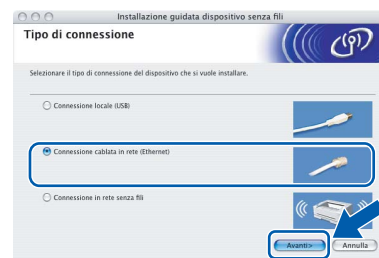 Installazione guidata dispositivo senza fili
Tipo di connessione
Selezionare il tipo di connessione del dispositivo che si vuole installare.
Connessione locale (USB)
Connessione cablata in rete (Ethernet)
Connessione in rete senza fili
Avanti>
Annulla